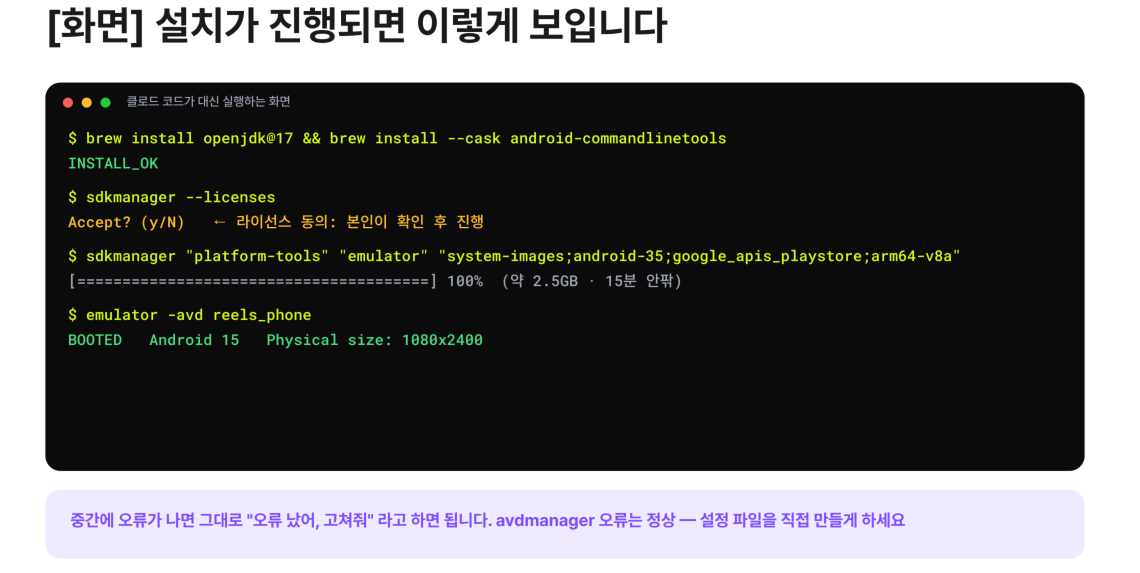 [화면] 설치가 진행되면 이렇게 보입니다
클로드 코드가 대신 실행하는 화면
$ brew install openjdk@17 && brew install --cask android-commandlinetools
INSTALL_OK
$ sdkmanager --licenses
Accept? (y/N)   ← 라이선스 동의: 본인이 확인 후 진행
$ sdkmanager "platform-tools" "emulator" "system-images;android-35;google_apis_playstore;arm64-v8a"
[=======================================] 100%  (약 2.5GB · 15분 안팎)
$ emulator -avd reels_phone
BOOTED   Android 15   Physical size: 1080x2400
중간에 오류가 나면 그대로 "오류 났어, 고쳐줘" 라고 하면 됩니다. avdmanager 오류는 정상 — 설정 파일을 직접 만들게 하세요